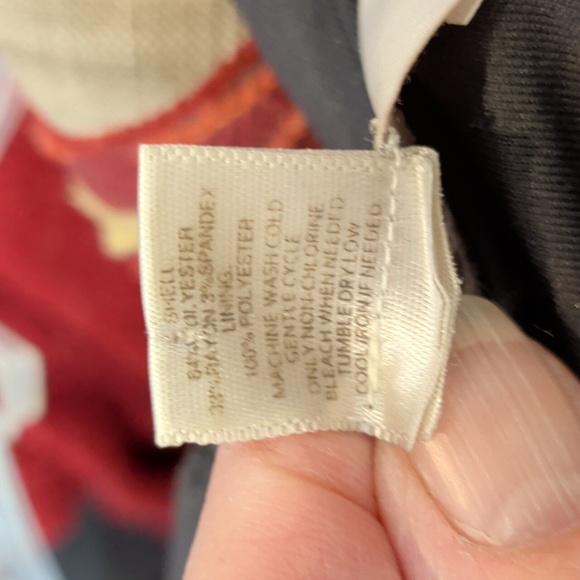 SHELL
64% POLYESTER
33% RAYON 3% SPANDEX
LINING:
100% POLYESTER
MACHINE WASH COLD
GENTLE CYCLE
ONLY NON-CHLORINE
BLEACH WHEN NEEDED
TUMBLE DRY LOW
COOL IRON IF NEEDED